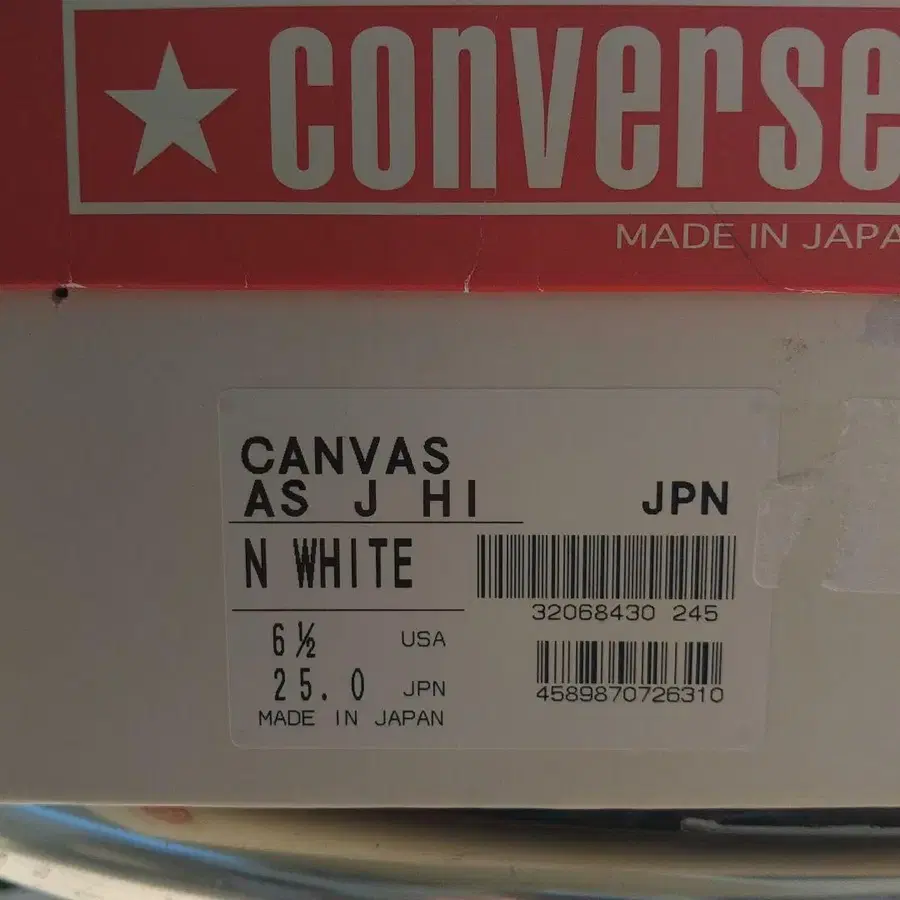 CONVERSE
MADE IN JAPA
CANVAS
AS J HI
JPN
N WHITE
32068430 245
6½ USA
25.0 JPN
4589870726310
MADE IN JAPAN